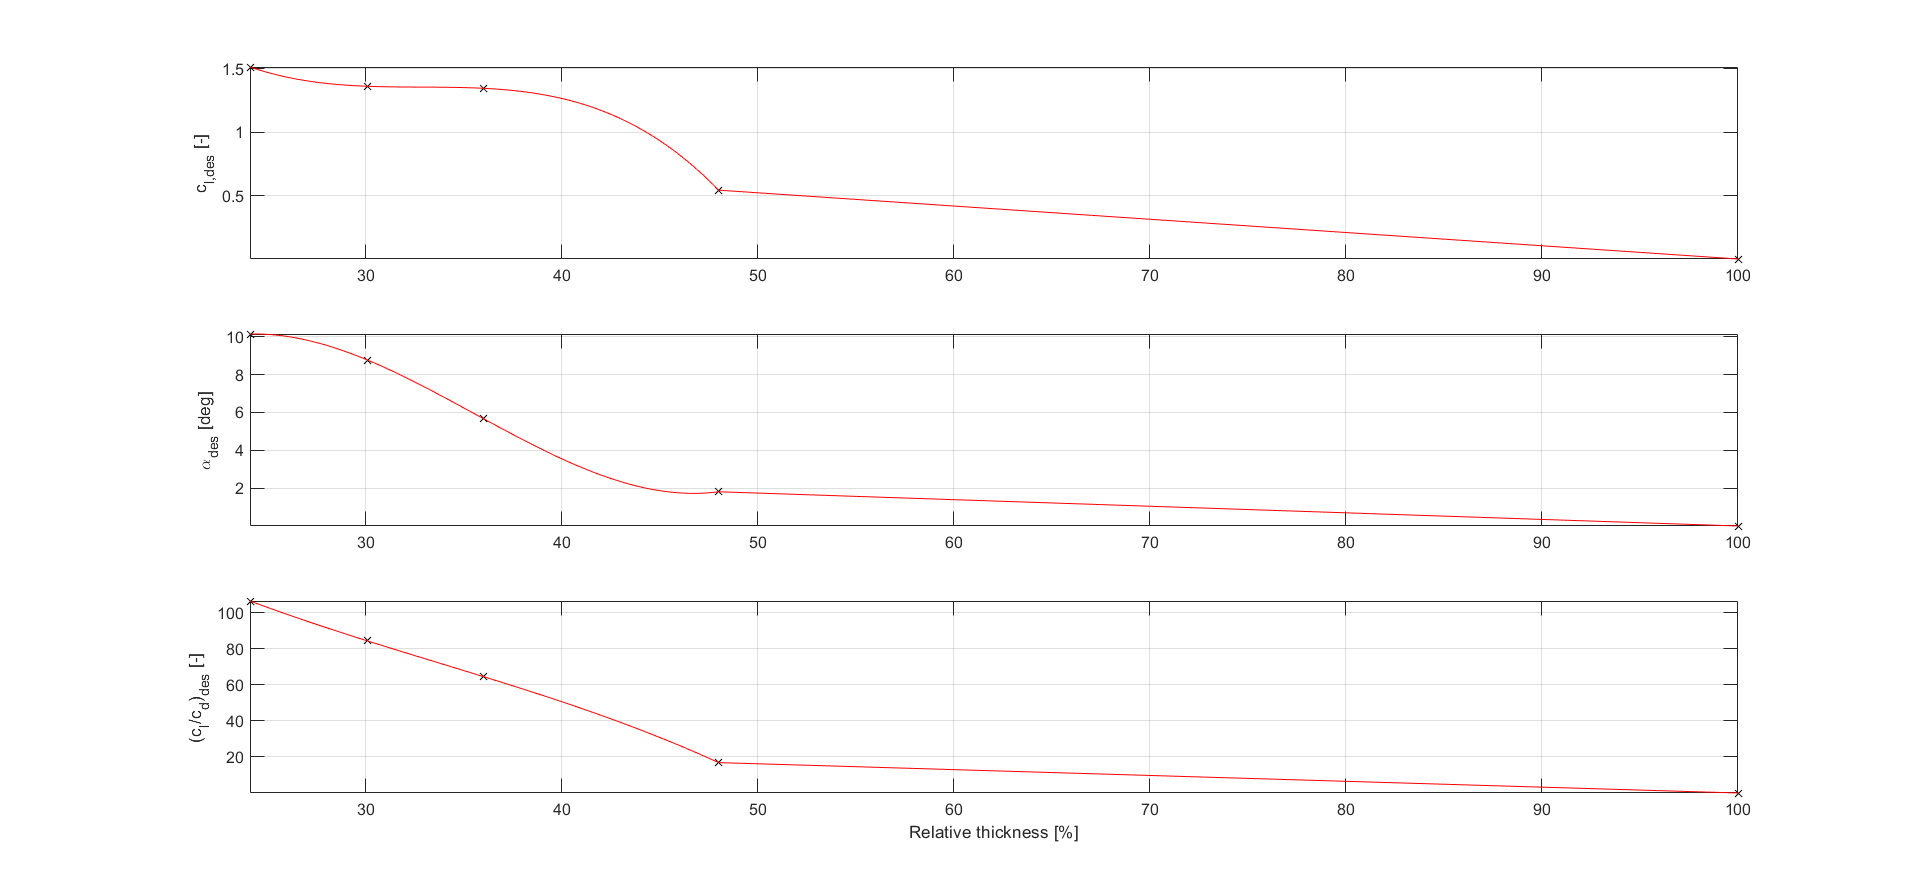 c_l,des [-]
1.5
1
0.5
30 40 50 60 70 80 90 100
α_des [deg]
10
8
6
4
2
30 40 50 60 70 80 90 100
(c_l/c_d)_des [-]
100
80
60
40
20
30 40 50 60 70 80 90 100
Relative thickness [%]